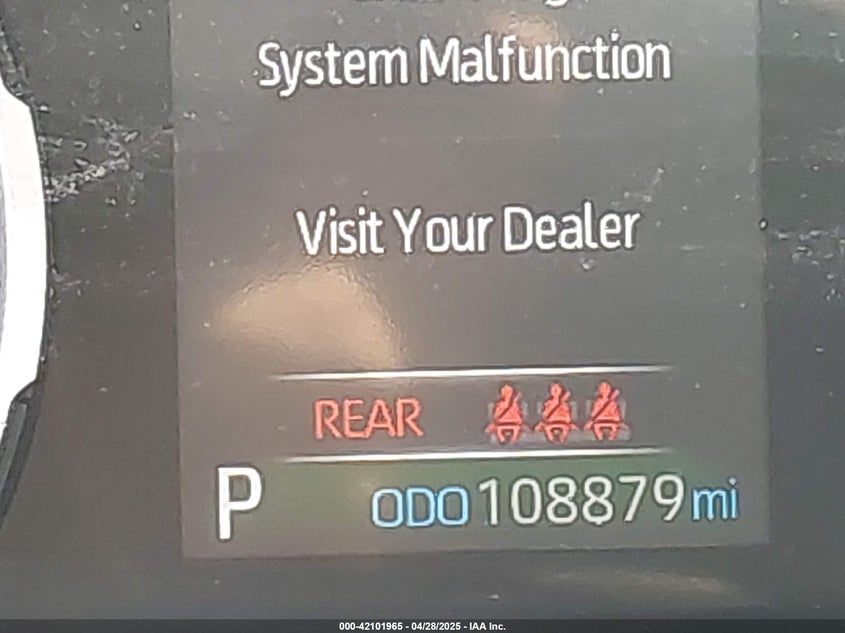 System Malfunction
Visit Your Dealer
REAR
P ODO 108879 mi
000-42101965 - 04/28/2025 - IAA Inc.